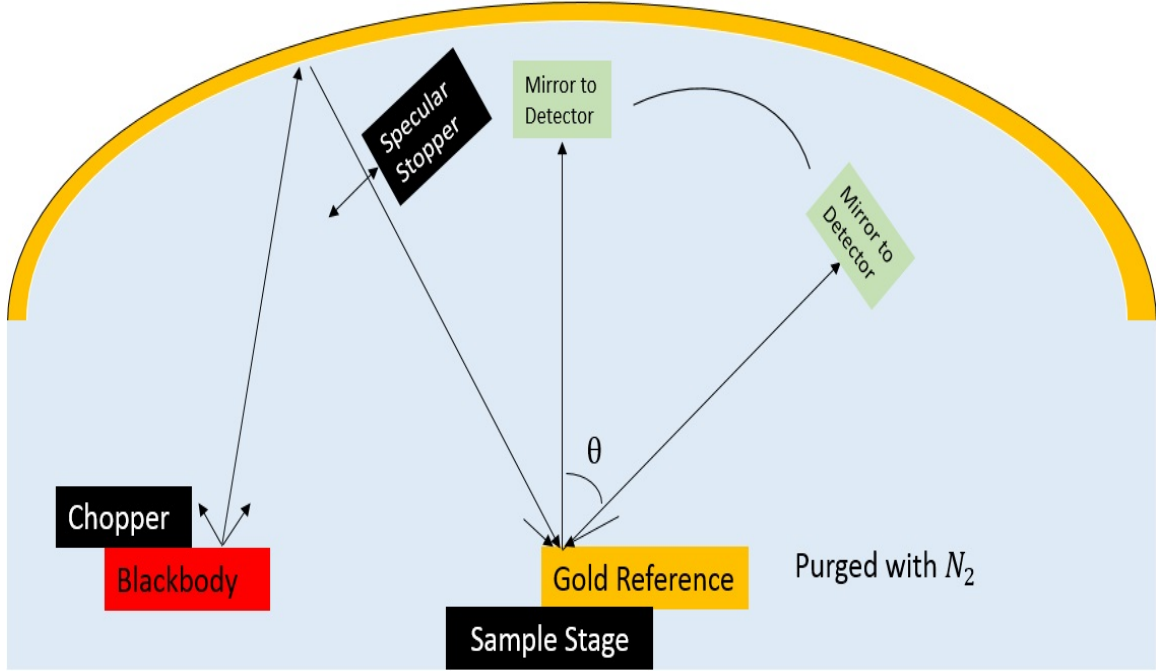 Specular
Stopper
Mirror to
Detector
Mirror to
Detector
θ
Chopper
Blackbody
Gold Reference
Purged with N₂
Sample Stage